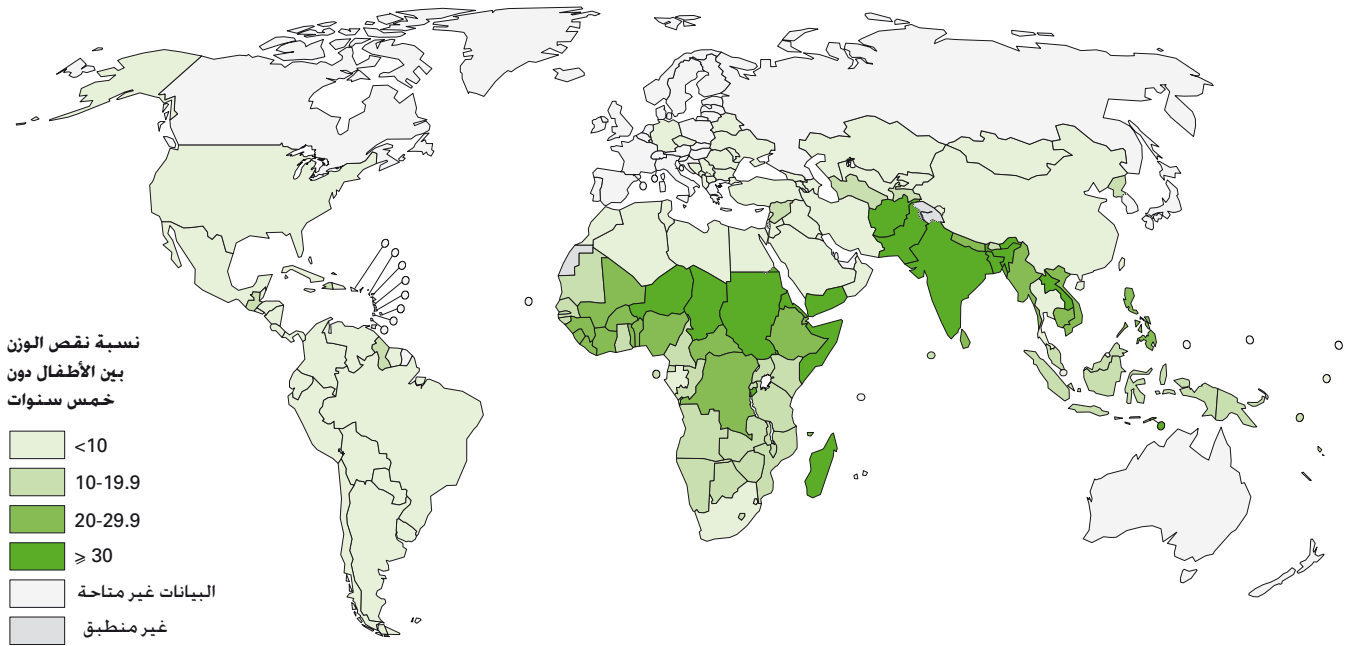 نسبة نقص الوزن
بين الأطفال دون
خمس سنوات
<10
10-19.9
20-29.9
⩾ 30
البيانات غير متاحة
غير منطبق